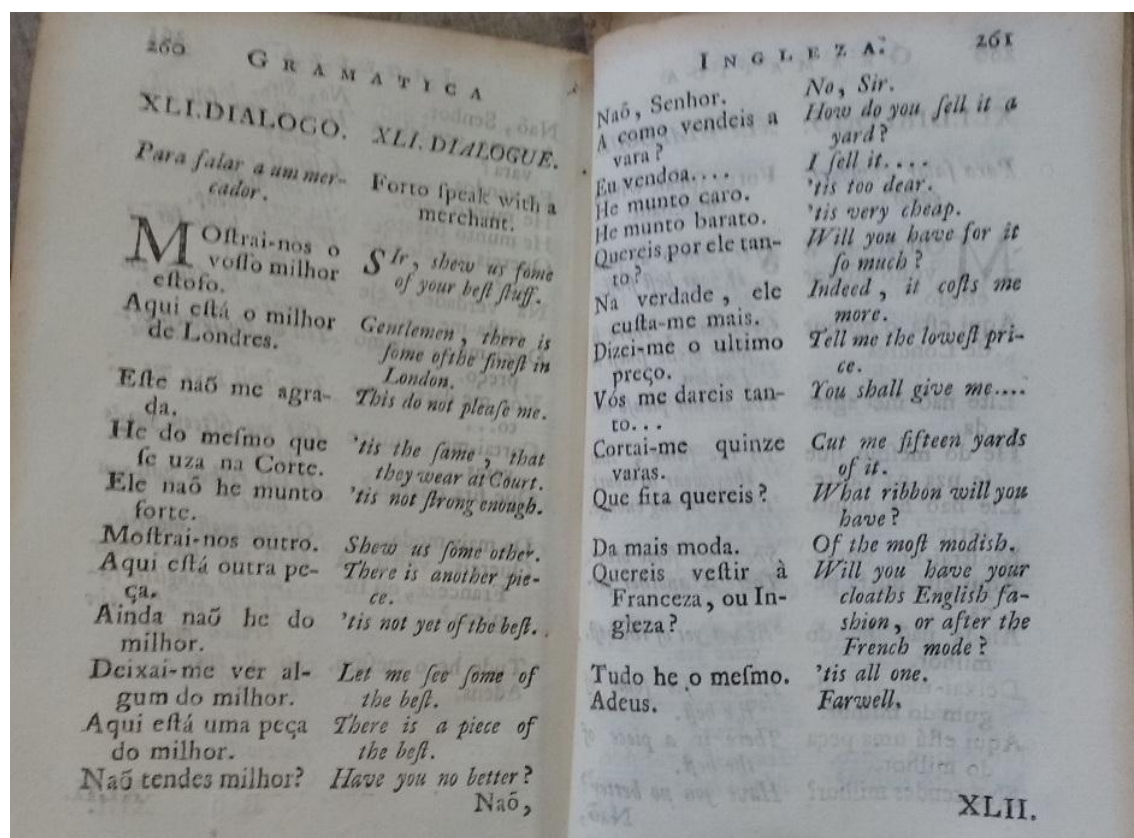 260
GRAMATICA
XLI.DIALOGO.
Para falar a um mer-
cador.
MOſtrai-nos o
voſſo milhor
eſtofo.
Aqui eſtá o milhor
de Londres.
Eſte naõ me agra-
da.
He do meſmo que
ſe uza na Corte.
Ele naõ he munto
forte.
Moſtrai-nos outro.
Aqui eſtá outra pe-
ça.
Ainda naõ he do
milhor.
Deixai-me ver al-
gum do milhor.
Aqui eſtá uma peça
do milhor.
Naõ tendes milhor?
XLI. DIALOGUE.
Forto ſpeak with a
merchant.
SIr, shew us ſome
of your beſt ſtuff.
Gentlemen, there is
ſome ofthe fineſt in
London.
This do not pleaſe me.
'tis the ſame, that
they wear at Court.
'tis not ſtrong enough.
Shew us ſome other.
There is another pie-
ce.
'tis not yet of the beſt.
Let me ſee ſome of
the beſt.
There is a piece of
the beſt.
Have you no better?
Naõ,
INGLEZA.
261
Naõ, Senhor.
A como vendeis a
vara?
Eu vendoa....
He munto caro.
He munto barato.
Quereis por ele tan-
to?
Na verdade, ele
cuſta-me mais.
Dizei-me o ultimo
preço.
Vós me dareis tan-
to...
Cortai-me quinze
varas.
Que fita quereis?
Da mais moda.
Quereis veſtir à
Franceza, ou In-
gleza?
Tudo he o meſmo.
Adeus.
No, Sir.
How do you ſell it a
yard?
I ſell it....
'tis too dear.
'tis very cheap.
Will you have for it
ſo much?
Indeed, it coſts me
more.
Tell me the loweſt pri-
ce.
You shall give me....
Cut me fifteen yards
of it.
What ribbon will you
have?
Of the moſt modish.
Will you have your
cloaths English fa-
shion, or after the
French mode?
'tis all one.
Farwell.
XLII.